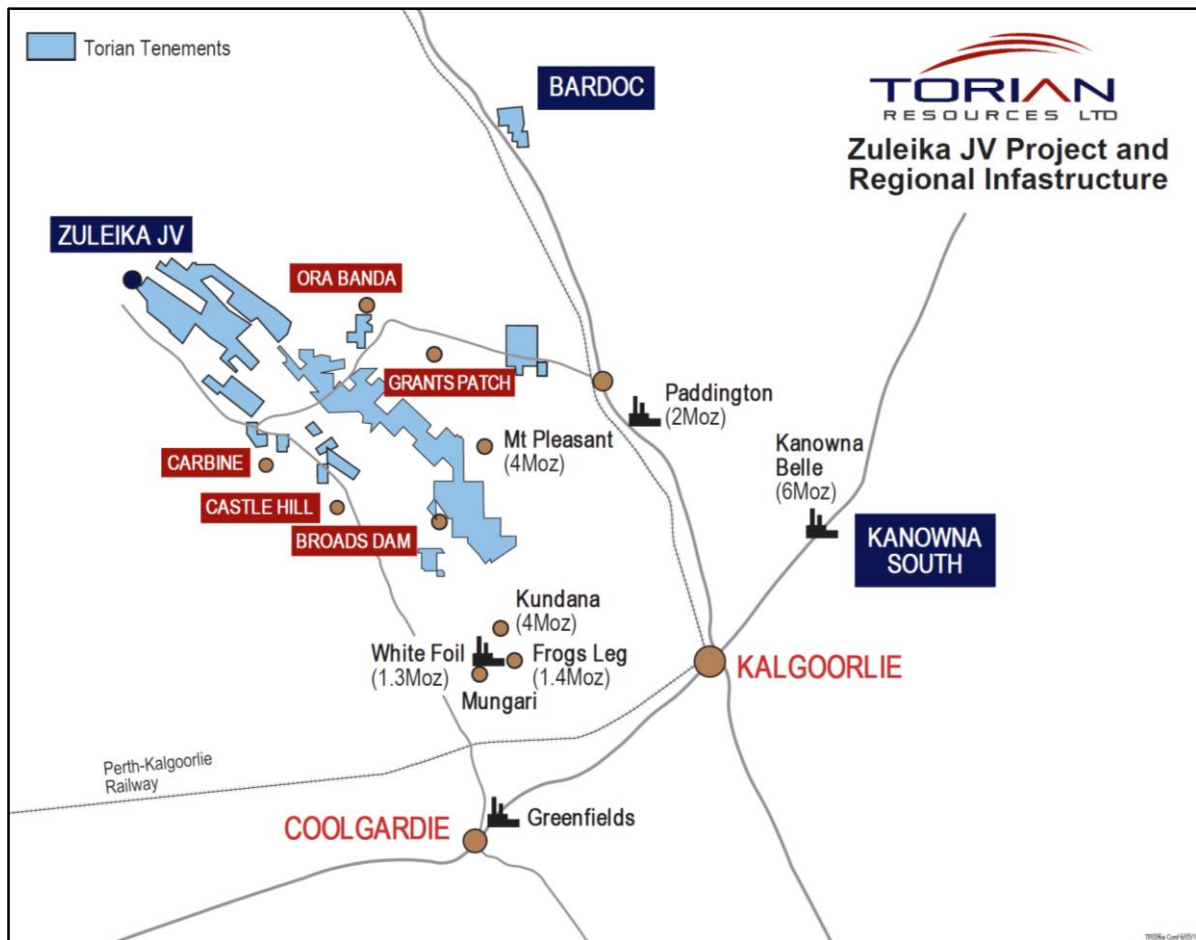 Torian Tenements
BARDOC
TORIAN
RESOURCES LTD
Zuleika JV Project and
Regional Infastructure
ZULEIKA JV
ORA BANDA
GRANTS PATCH
Paddington
(2Moz)
Mt Pleasant
(4Moz)
Kanowna
Belle
(6Moz)
CARBINE
CASTLE HILL
BROADS DAM
KANOWNA
SOUTH
Kundana
(4Moz)
White Foil
(1.3Moz)
Frogs Leg
(1.4Moz)
Mungari
KALGOORLIE
Perth-Kalgoorlie
Railway
COOLGARDIE
Greenfields